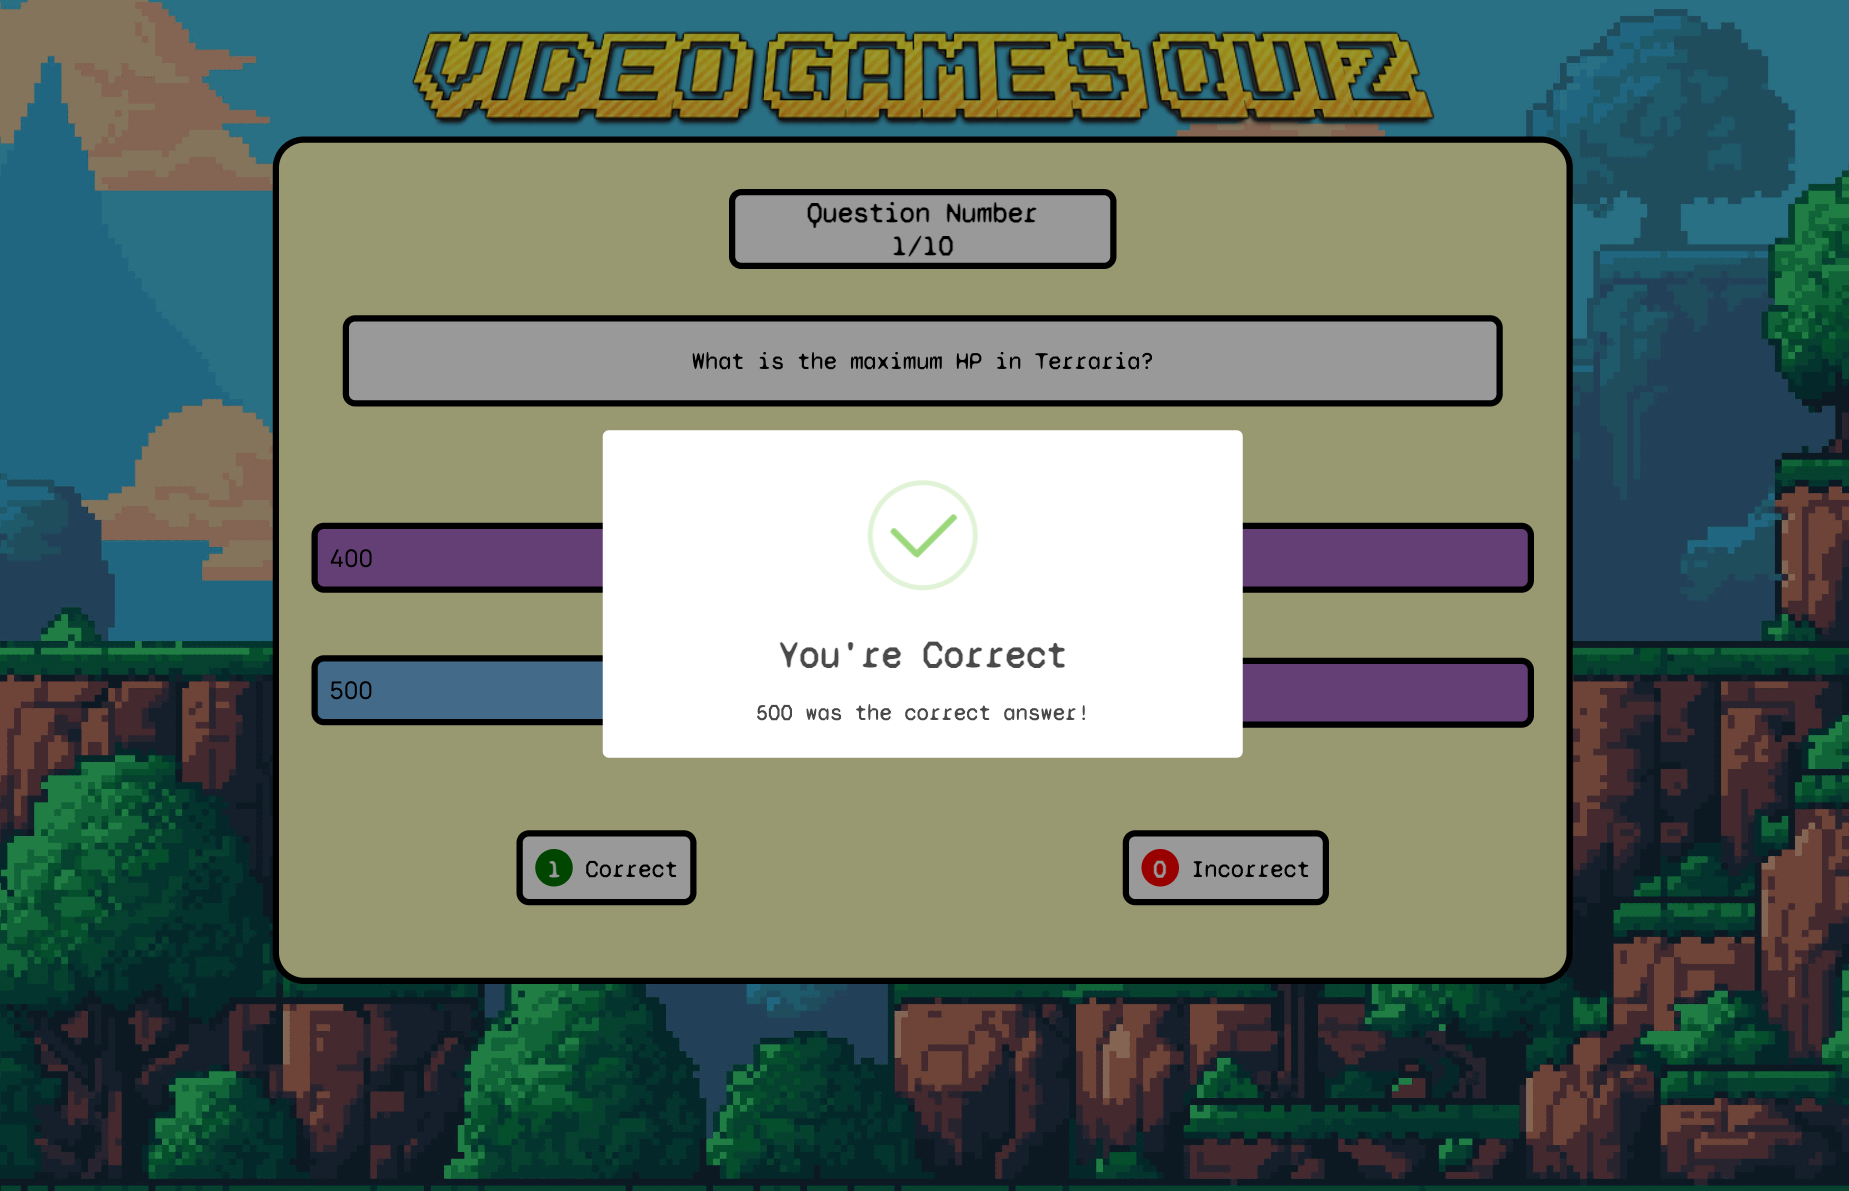 VIDEO GAMES QUIZ
Question Number
1/10
What is the maximum HP in Terraria?
400
500
You're Correct
500 was the correct answer!
1 Correct
0 Incorrect